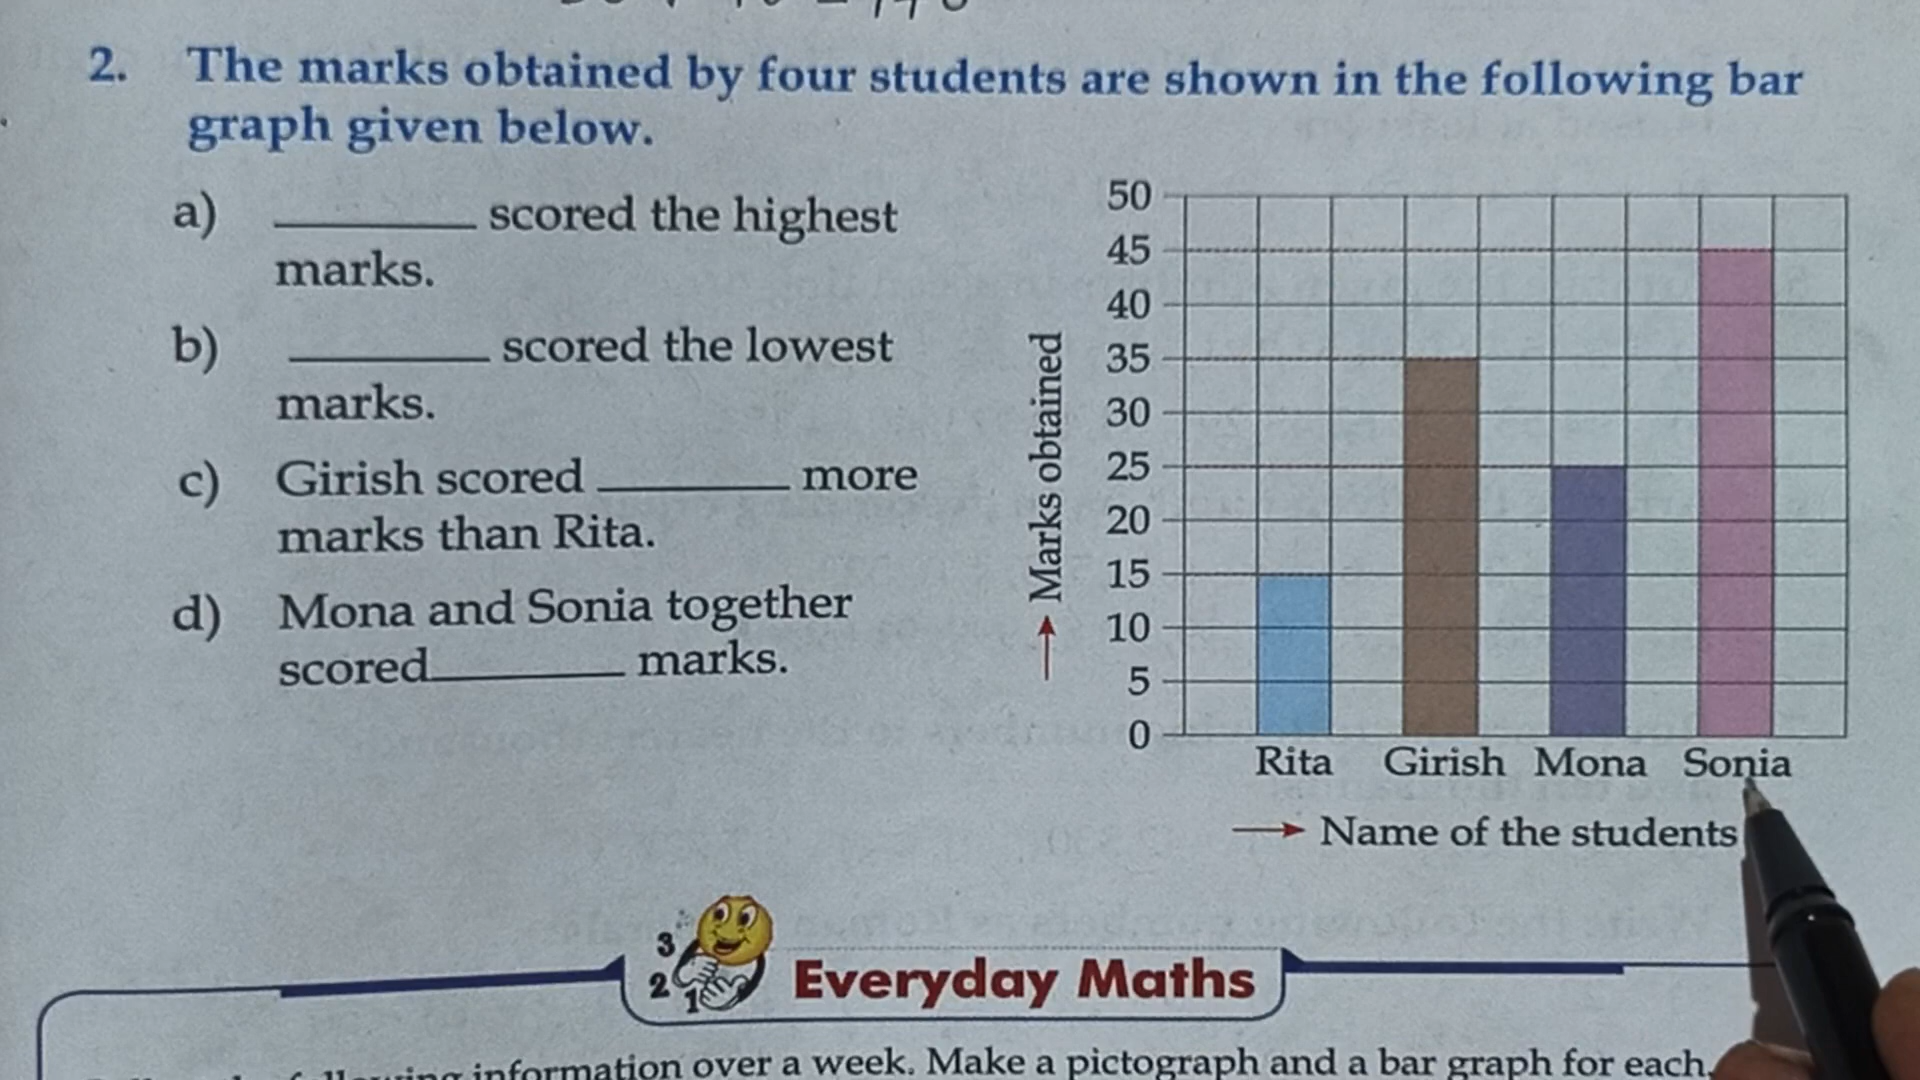 2. The marks obtained by four students are shown in the following bar
graph given below.
a) ________ scored the highest
marks.
b) ________ scored the lowest
marks.
c) Girish scored ________ more
marks than Rita.
d) Mona and Sonia together
scored________ marks.
50
45
40
35
30
25
20
15
10
5
0
Marks obtained
Rita Girish Mona Sonia
Name of the students
3
2
1
Everyday Maths
information over a week. Make a pictograph and a bar graph for each.